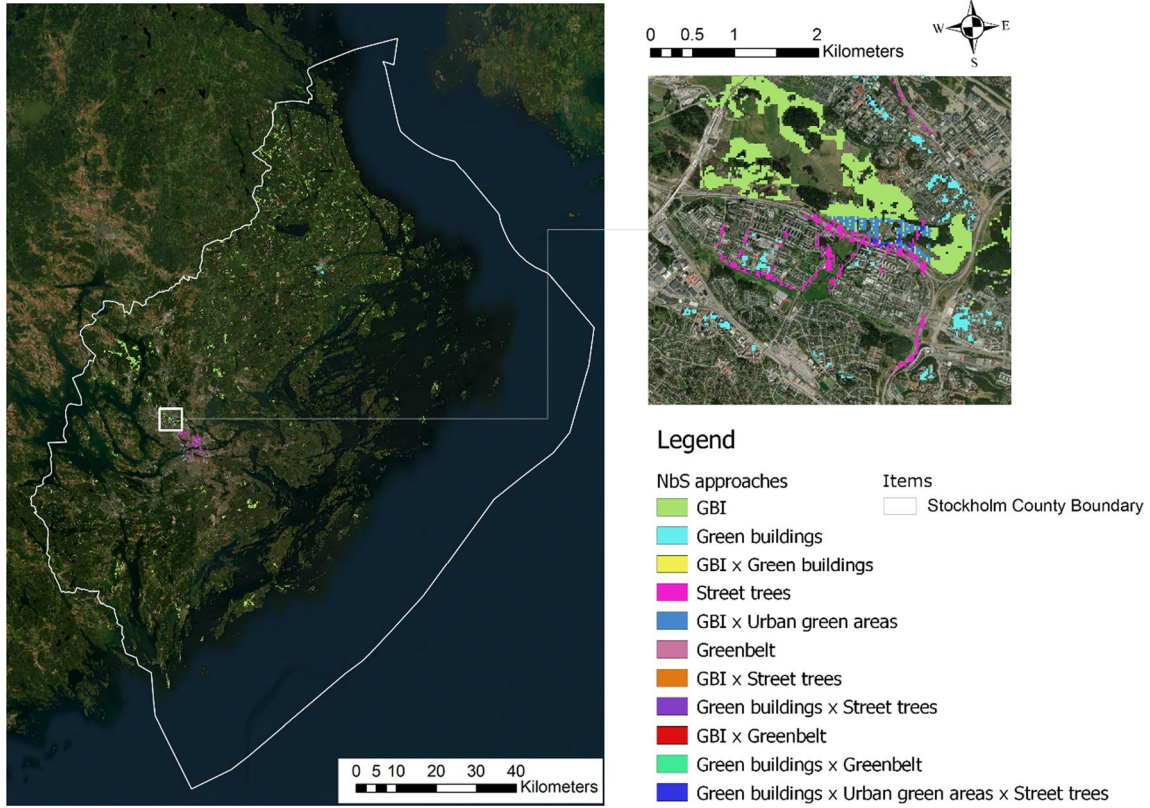 N
W E
S
0 0.5 1 2
Kilometers
Legend
NbS approaches
GBI
Green buildings
GBI x Green buildings
Street trees
GBI x Urban green areas
Greenbelt
GBI x Street trees
Green buildings x Street trees
GBI x Greenbelt
Green buildings x Greenbelt
Green buildings x Urban green areas x Street trees
Items
Stockholm County Boundary
0 5 10 20 30 40
Kilometers